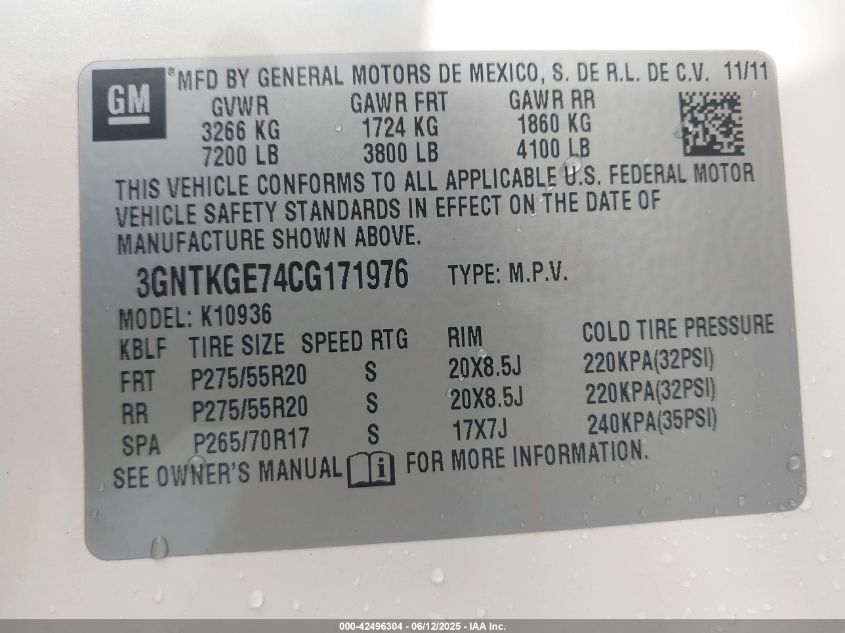 GM ®MFD BY GENERAL MOTORS DE MEXICO, S. DE R.L. DE C.V. 11/11
GVWR GAWR FRT GAWR RR
3266 KG 1724 KG 1860 KG
7200 LB 3800 LB 4100 LB
THIS VEHICLE CONFORMS TO ALL APPLICABLE U.S. FEDERAL MOTOR
VEHICLE SAFETY STANDARDS IN EFFECT ON THE DATE OF
MANUFACTURE SHOWN ABOVE.
3GNTKGE74CG171976 TYPE: M.P.V.
MODEL: K10936
KBLF TIRE SIZE SPEED RTG RIM COLD TIRE PRESSURE
FRT P275/55R20 S 20X8.5J 220KPA(32PSI)
RR P275/55R20 S 20X8.5J 220KPA(32PSI)
SPA P265/70R17 S 17X7J 240KPA(35PSI)
SEE OWNER'S MANUAL FOR MORE INFORMATION.
000-42496304 - 06/12/2025 - IAA Inc.